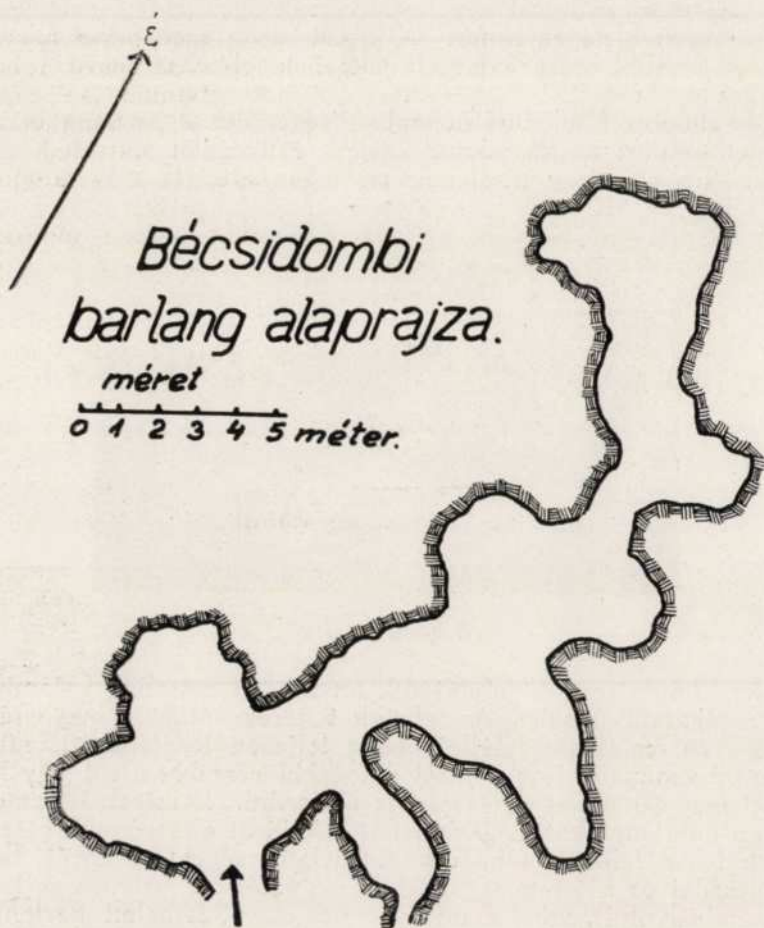 é
Bécsidombi
barlang alaprajza.
méret
0 1 2 3 4 5 méter.